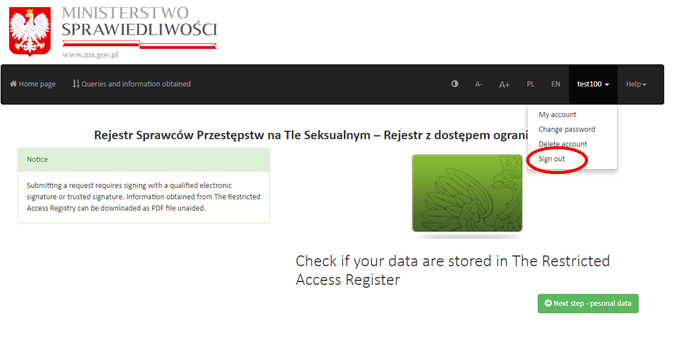 MINISTERSTWO
SPRAWIEDLIWOŚCI
www.ms.gov.pl
Home page Queries and information obtained A- A+ PL EN test100 Help
My account
Change password
Delete account
Sign out
Rejestr Sprawców Przestępstw na Tle Seksualnym – Rejestr z dostępem ograni
Notice
Submitting a request requires signing with a qualified electronic
signature or trusted signature. Information obtained from The Restricted
Access Registry can be downloaded as PDF file unaided.
Check if your data are stored in The Restricted
Access Register
Next step - pesonal data